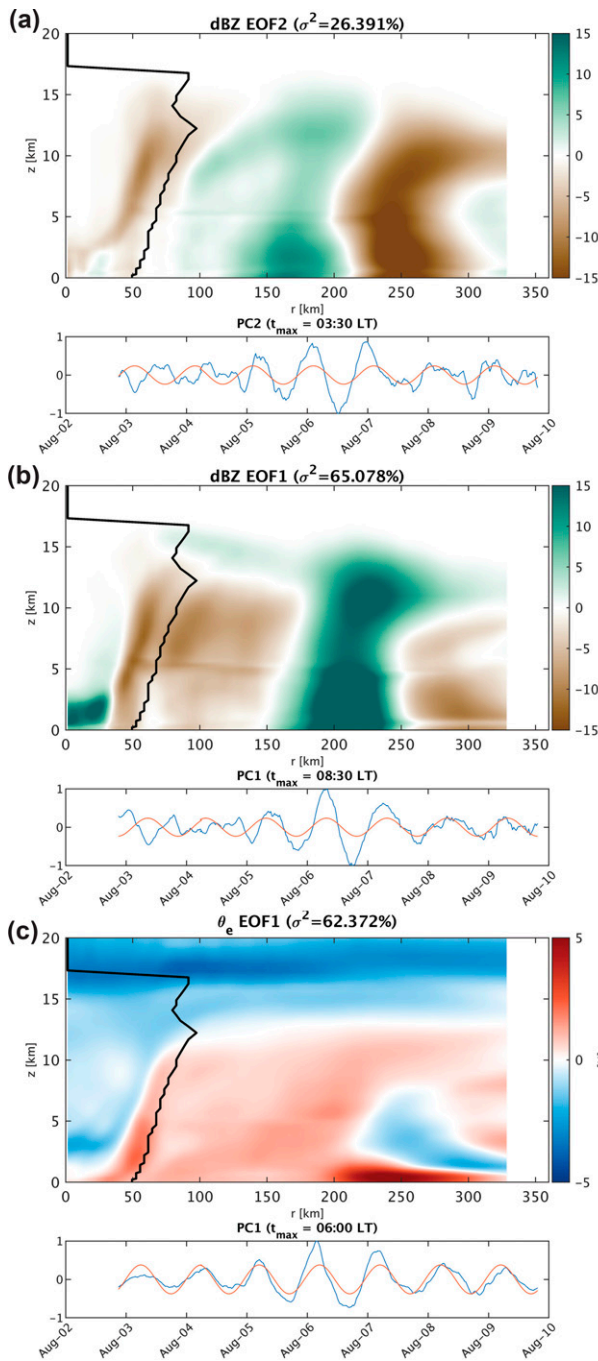 (a)
dBZ EOF2 (σ²=26.391%)
20
15
10
5
0
z [km]
0 50 100 150 200 250 300 350
r [km]
15
10
5
0
−5
−10
−15
PC2 (t_max = 03:30 LT)
1
0
−1
Aug−02 Aug−03 Aug−04 Aug−05 Aug−06 Aug−07 Aug−08 Aug−09 Aug−10
(b)
dBZ EOF1 (σ²=65.078%)
20
15
10
5
0
z [km]
0 50 100 150 200 250 300 350
r [km]
15
10
5
0
−5
−10
−15
PC1 (t_max = 08:30 LT)
1
0
−1
Aug−02 Aug−03 Aug−04 Aug−05 Aug−06 Aug−07 Aug−08 Aug−09 Aug−10
(c)
θ_e EOF1 (σ²=62.372%)
20
15
10
5
0
z [km]
0 50 100 150 200 250 300 350
r [km]
5
0
−5
PC1 (t_max = 06:00 LT)
1
0
−1
Aug−02 Aug−03 Aug−04 Aug−05 Aug−06 Aug−07 Aug−08 Aug−09 Aug−10